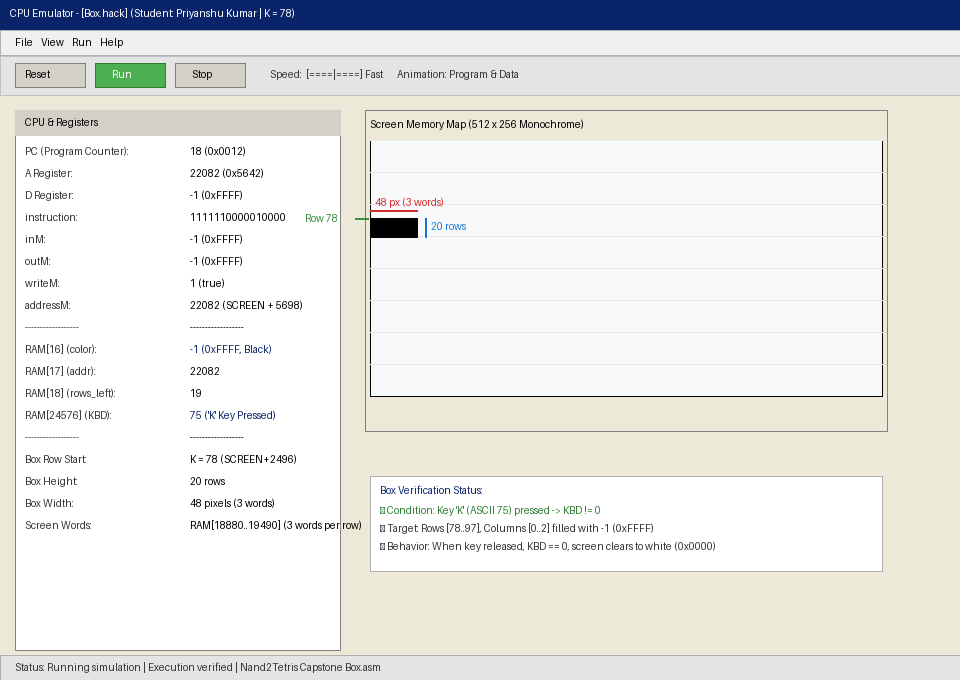 CPU Emulator - [Box.hack] (Student: Priyanshu Kumar | K = 78)
File View Run Help
Reset Run Stop Speed: [====|====] Fast Animation: Program & Data
CPU & Registers
PC (Program Counter): 18 (0x0012)
A Register: 22082 (0x5642)
D Register: -1 (0xFFFF)
instruction: 1111110000010000
inM: -1 (0xFFFF)
outM: -1 (0xFFFF)
writeM: 1 (true)
addressM: 22082 (SCREEN + 5698)
------------------ ------------------
RAM[16] (color): -1 (0xFFFF, Black)
RAM[17] (addr): 22082
RAM[18] (rows_left): 19
RAM[24576] (KBD): 75 ('K' Key Pressed)
------------------ ------------------
Box Row Start: K = 78 (SCREEN+2496)
Box Height: 20 rows
Box Width: 48 pixels (3 words)
Screen Words: RAM[18880..19490] (3 words per row)
Screen Memory Map (512 x 256 Monochrome)
48 px (3 words)
Row 78
20 rows
Box Verification Status:
Condition: Key 'K' (ASCII 75) pressed -> KBD != 0
Target: Rows [78..97], Columns [0..2] filled with -1 (0xFFFF)
Behavior: When key released, KBD == 0, screen clears to white (0x0000)
Status: Running simulation | Execution verified | Nand2Tetris Capstone Box.asm